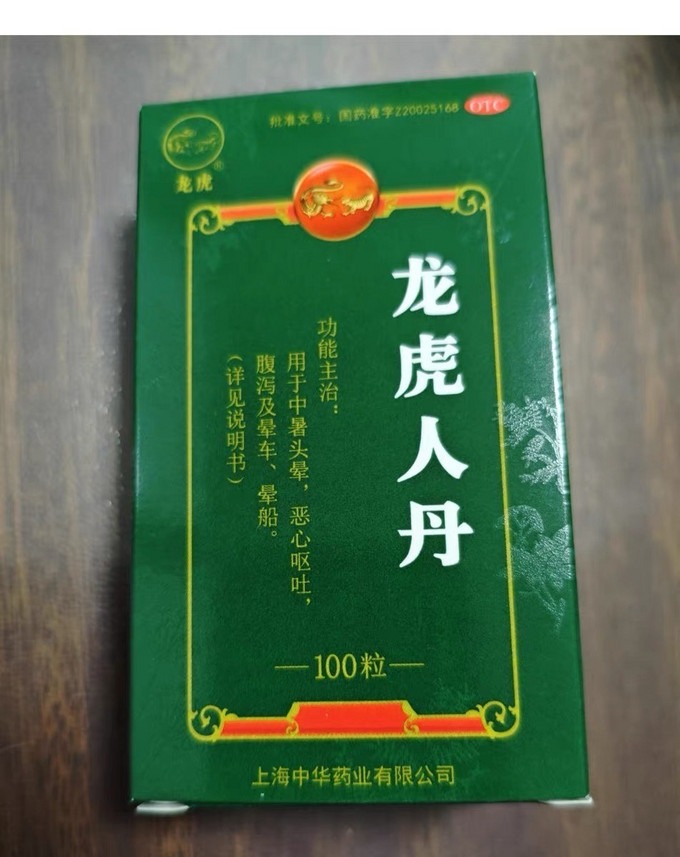 批准文号：国药准字Z20025168
OTC
龙虎®
龙虎人丹
功能主治：
用于中暑头晕，恶心呕吐，
腹泻及晕车、晕船。
（详见说明书）
—100粒—
上海中华药业有限公司